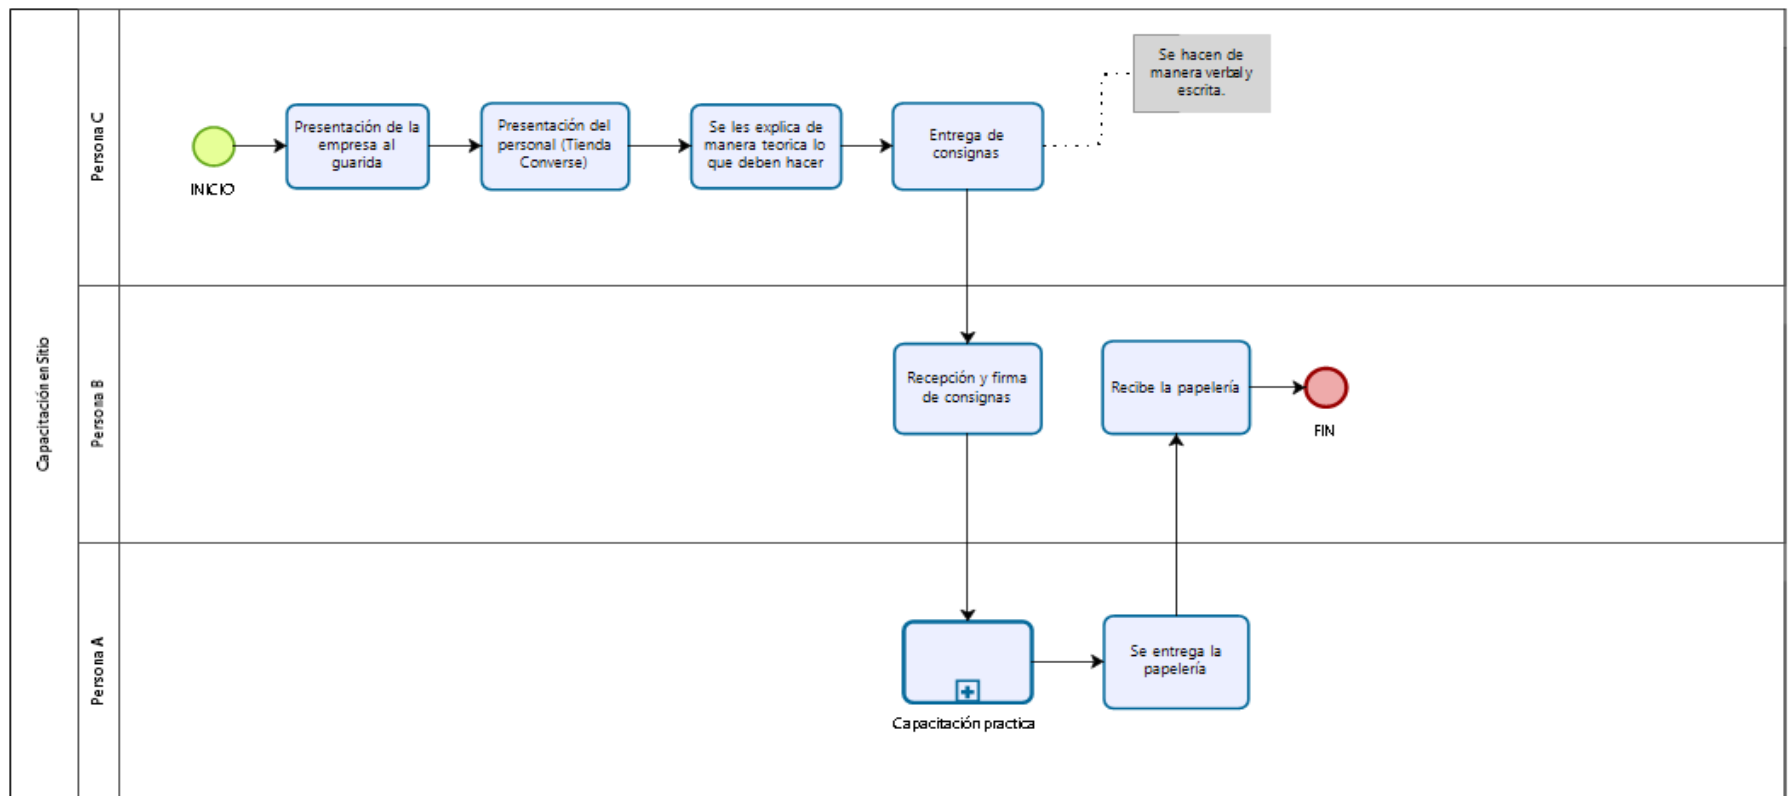 Capacitación en Sitio
Persona C
INICIO
Presentación de la
empresa al
guarida
Presentación del
personal (Tienda
Converse)
Se les explica de
manera teorica lo
que deben hacer
Entrega de
consignas
Se hacen de
manera verbal y
escrita.
Persona B
Recepción y firma
de consignas
Recibe la papelería
FIN
Persona A
Capacitación practica
Se entrega la
papelería